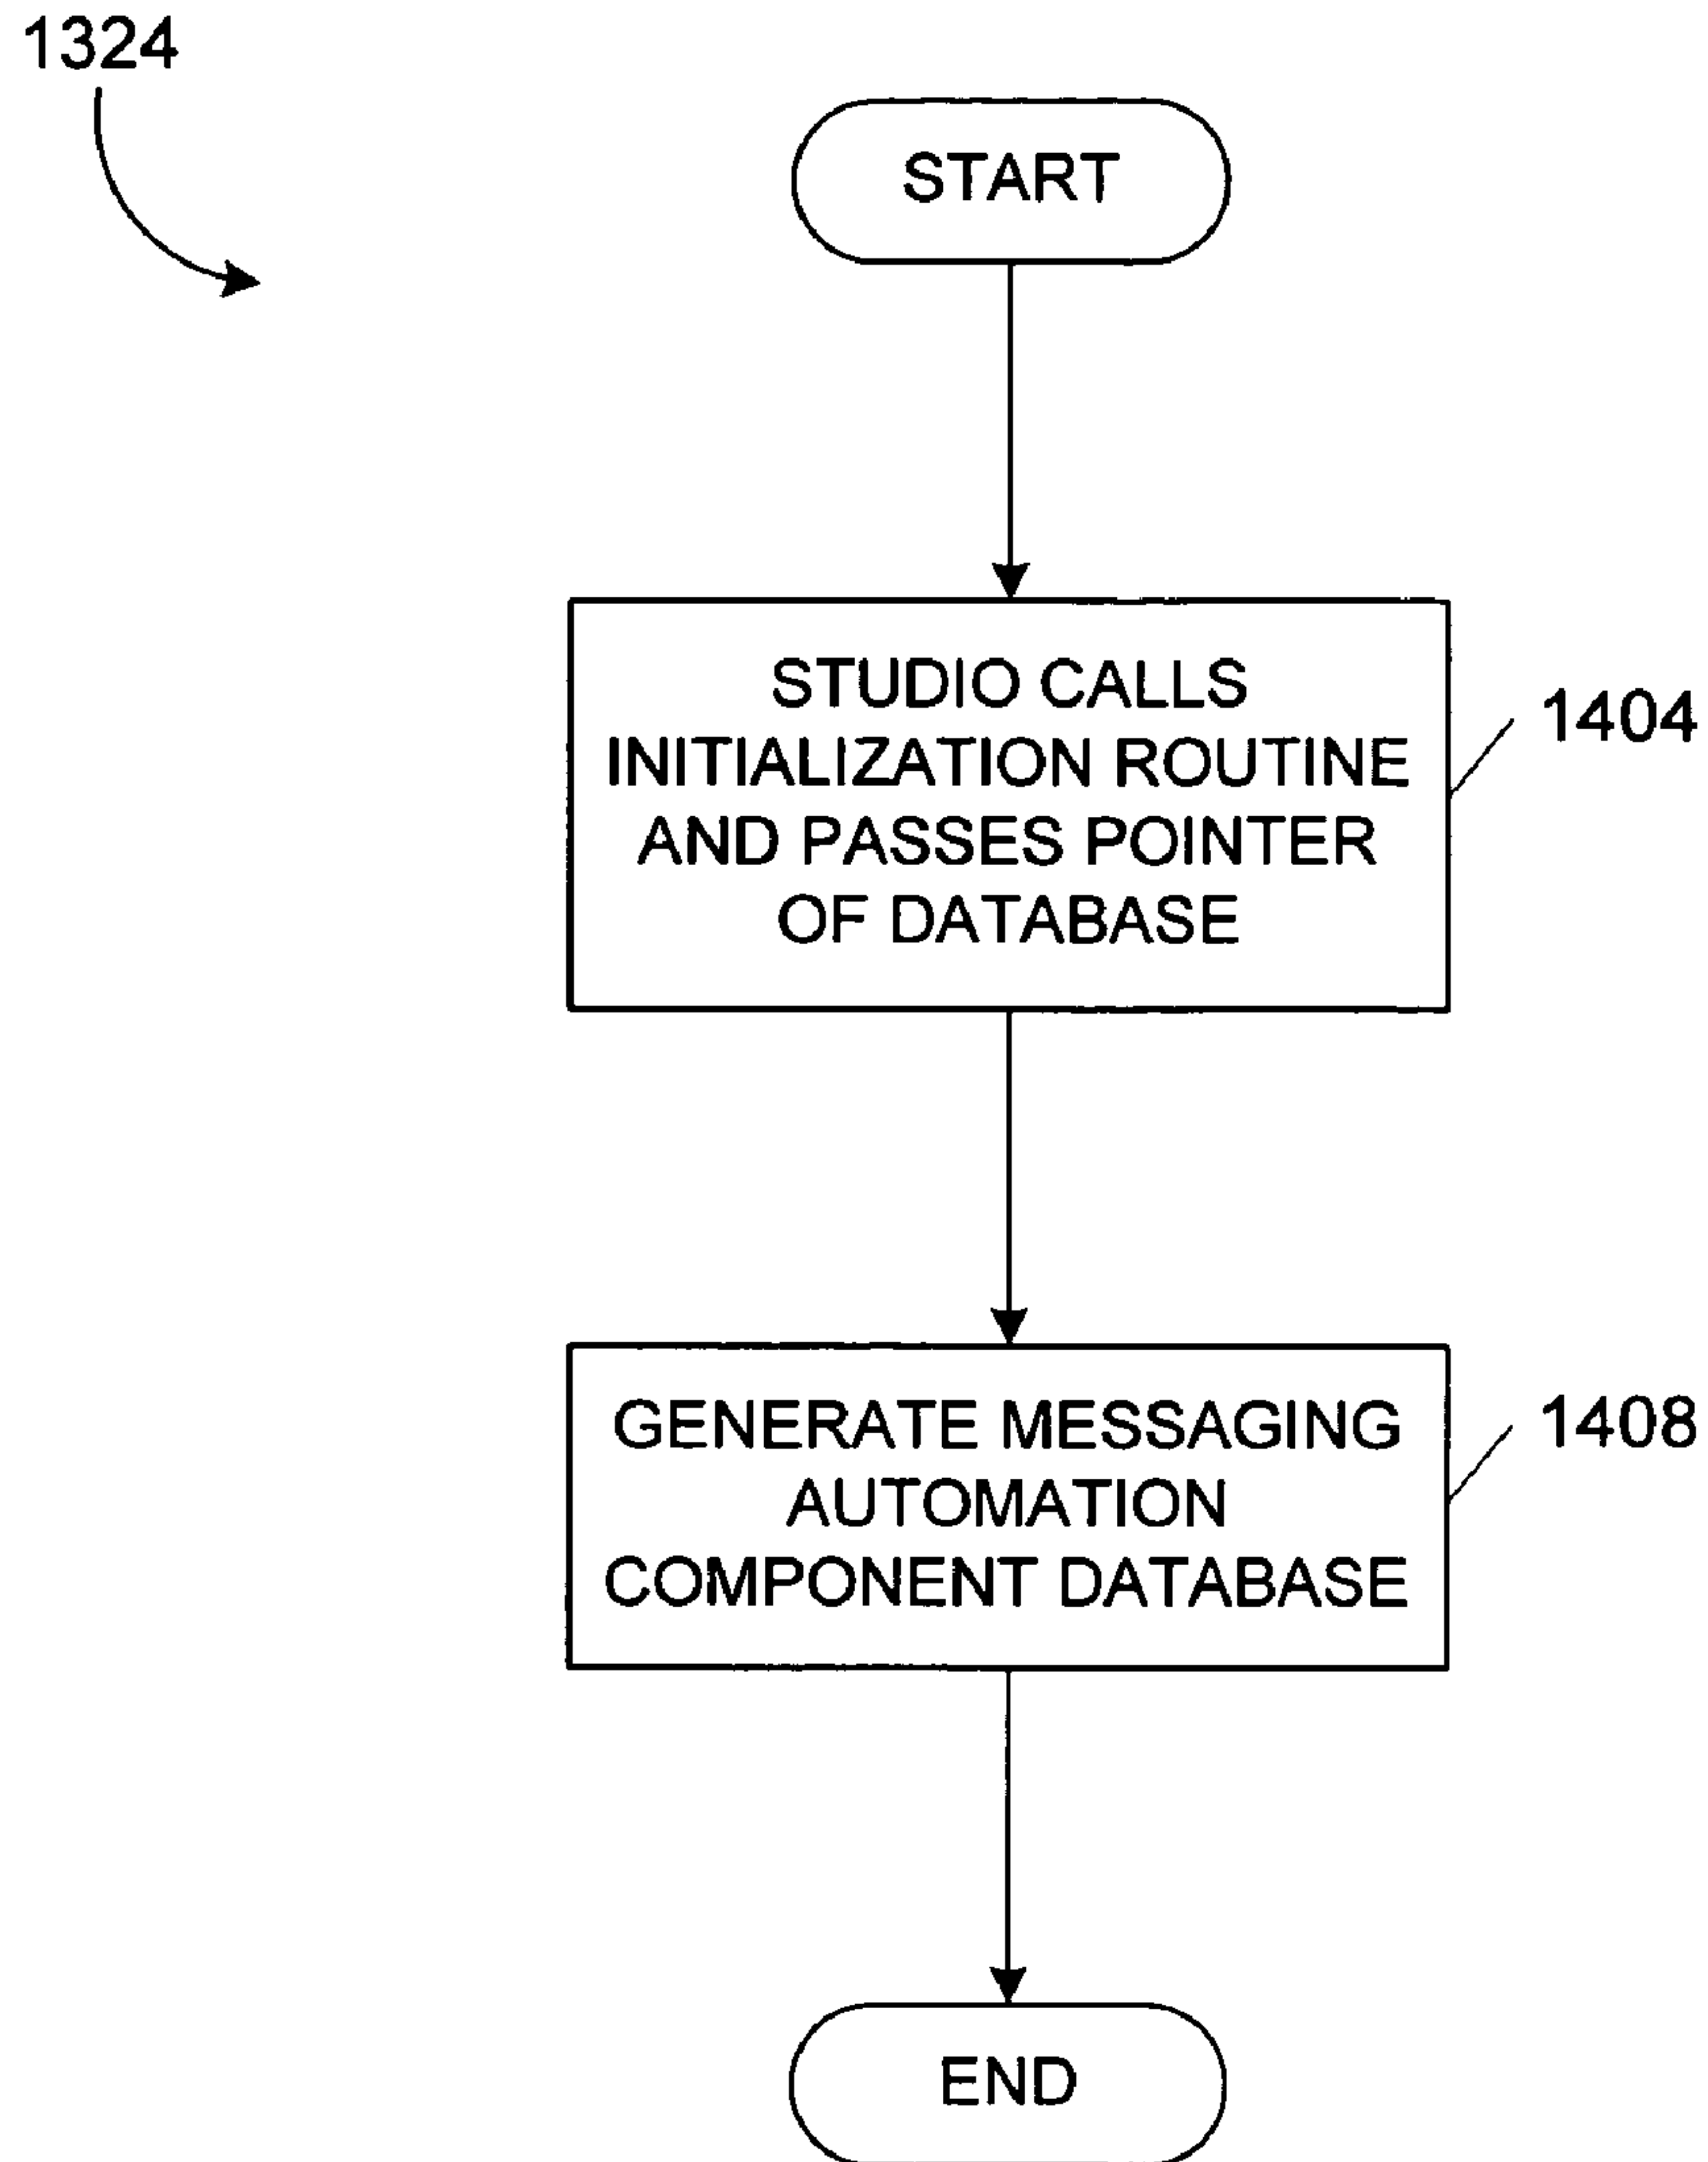 1324
START
STUDIO CALLS
INITIALIZATION ROUTINE
AND PASSES POINTER
OF DATABASE
1404
GENERATE MESSAGING
AUTOMATION
COMPONENT DATABASE
1408
END